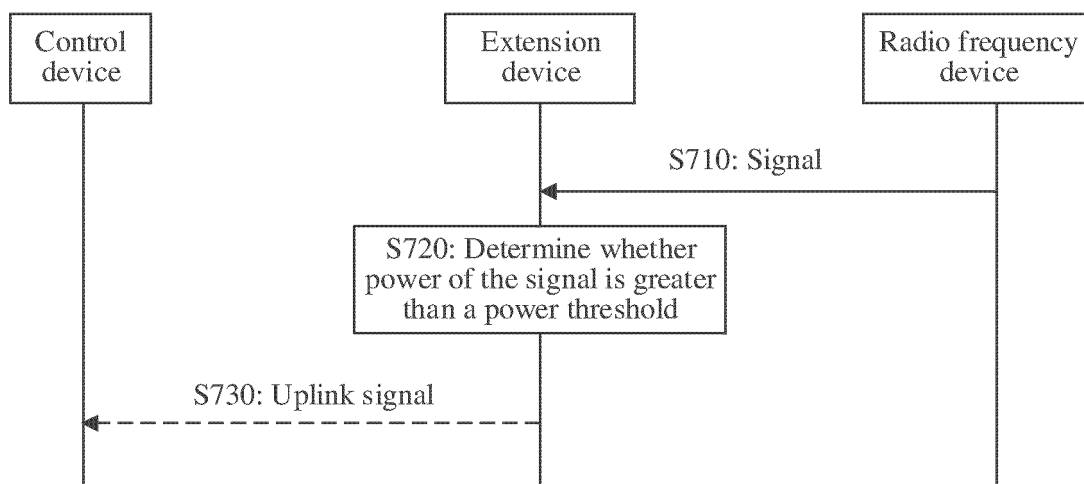 Control
device
Extension
device
Radio frequency
device
S710: Signal
S720: Determine whether
power of the signal is greater
than a power threshold
S730: Uplink signal